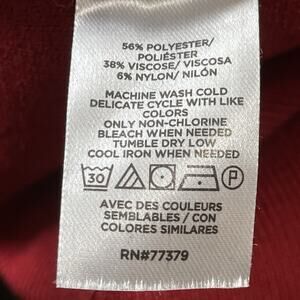 56% POLYESTER/
POLIÉSTER
38% VISCOSE/ VISCOSA
6% NYLON/ NILÓN
MACHINE WASH COLD
DELICATE CYCLE WITH LIKE
COLORS
ONLY NON-CHLORINE
BLEACH WHEN NEEDED
TUMBLE DRY LOW
COOL IRON WHEN NEEDED
30 P
AVEC DES COULEURS
SEMBLABLES / CON
COLORES SIMILARES
RN#77379